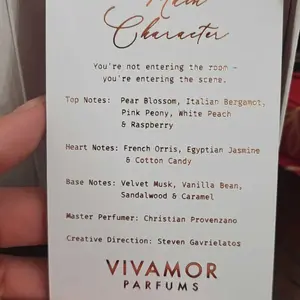 Main
Character
You're not entering the room –
you're entering the scene.
Top Notes: Pear Blossom, Italian Bergamot,
Pink Peony, White Peach
& Raspberry
Heart Notes: French Orris, Egyptian Jasmine
& Cotton Candy
Base Notes: Velvet Musk, Vanilla Bean,
Sandalwood & Caramel
Master Perfumer: Christian Provenzano
Creative Direction: Steven Gavrielatos
VIVAMOR
PARFUMS